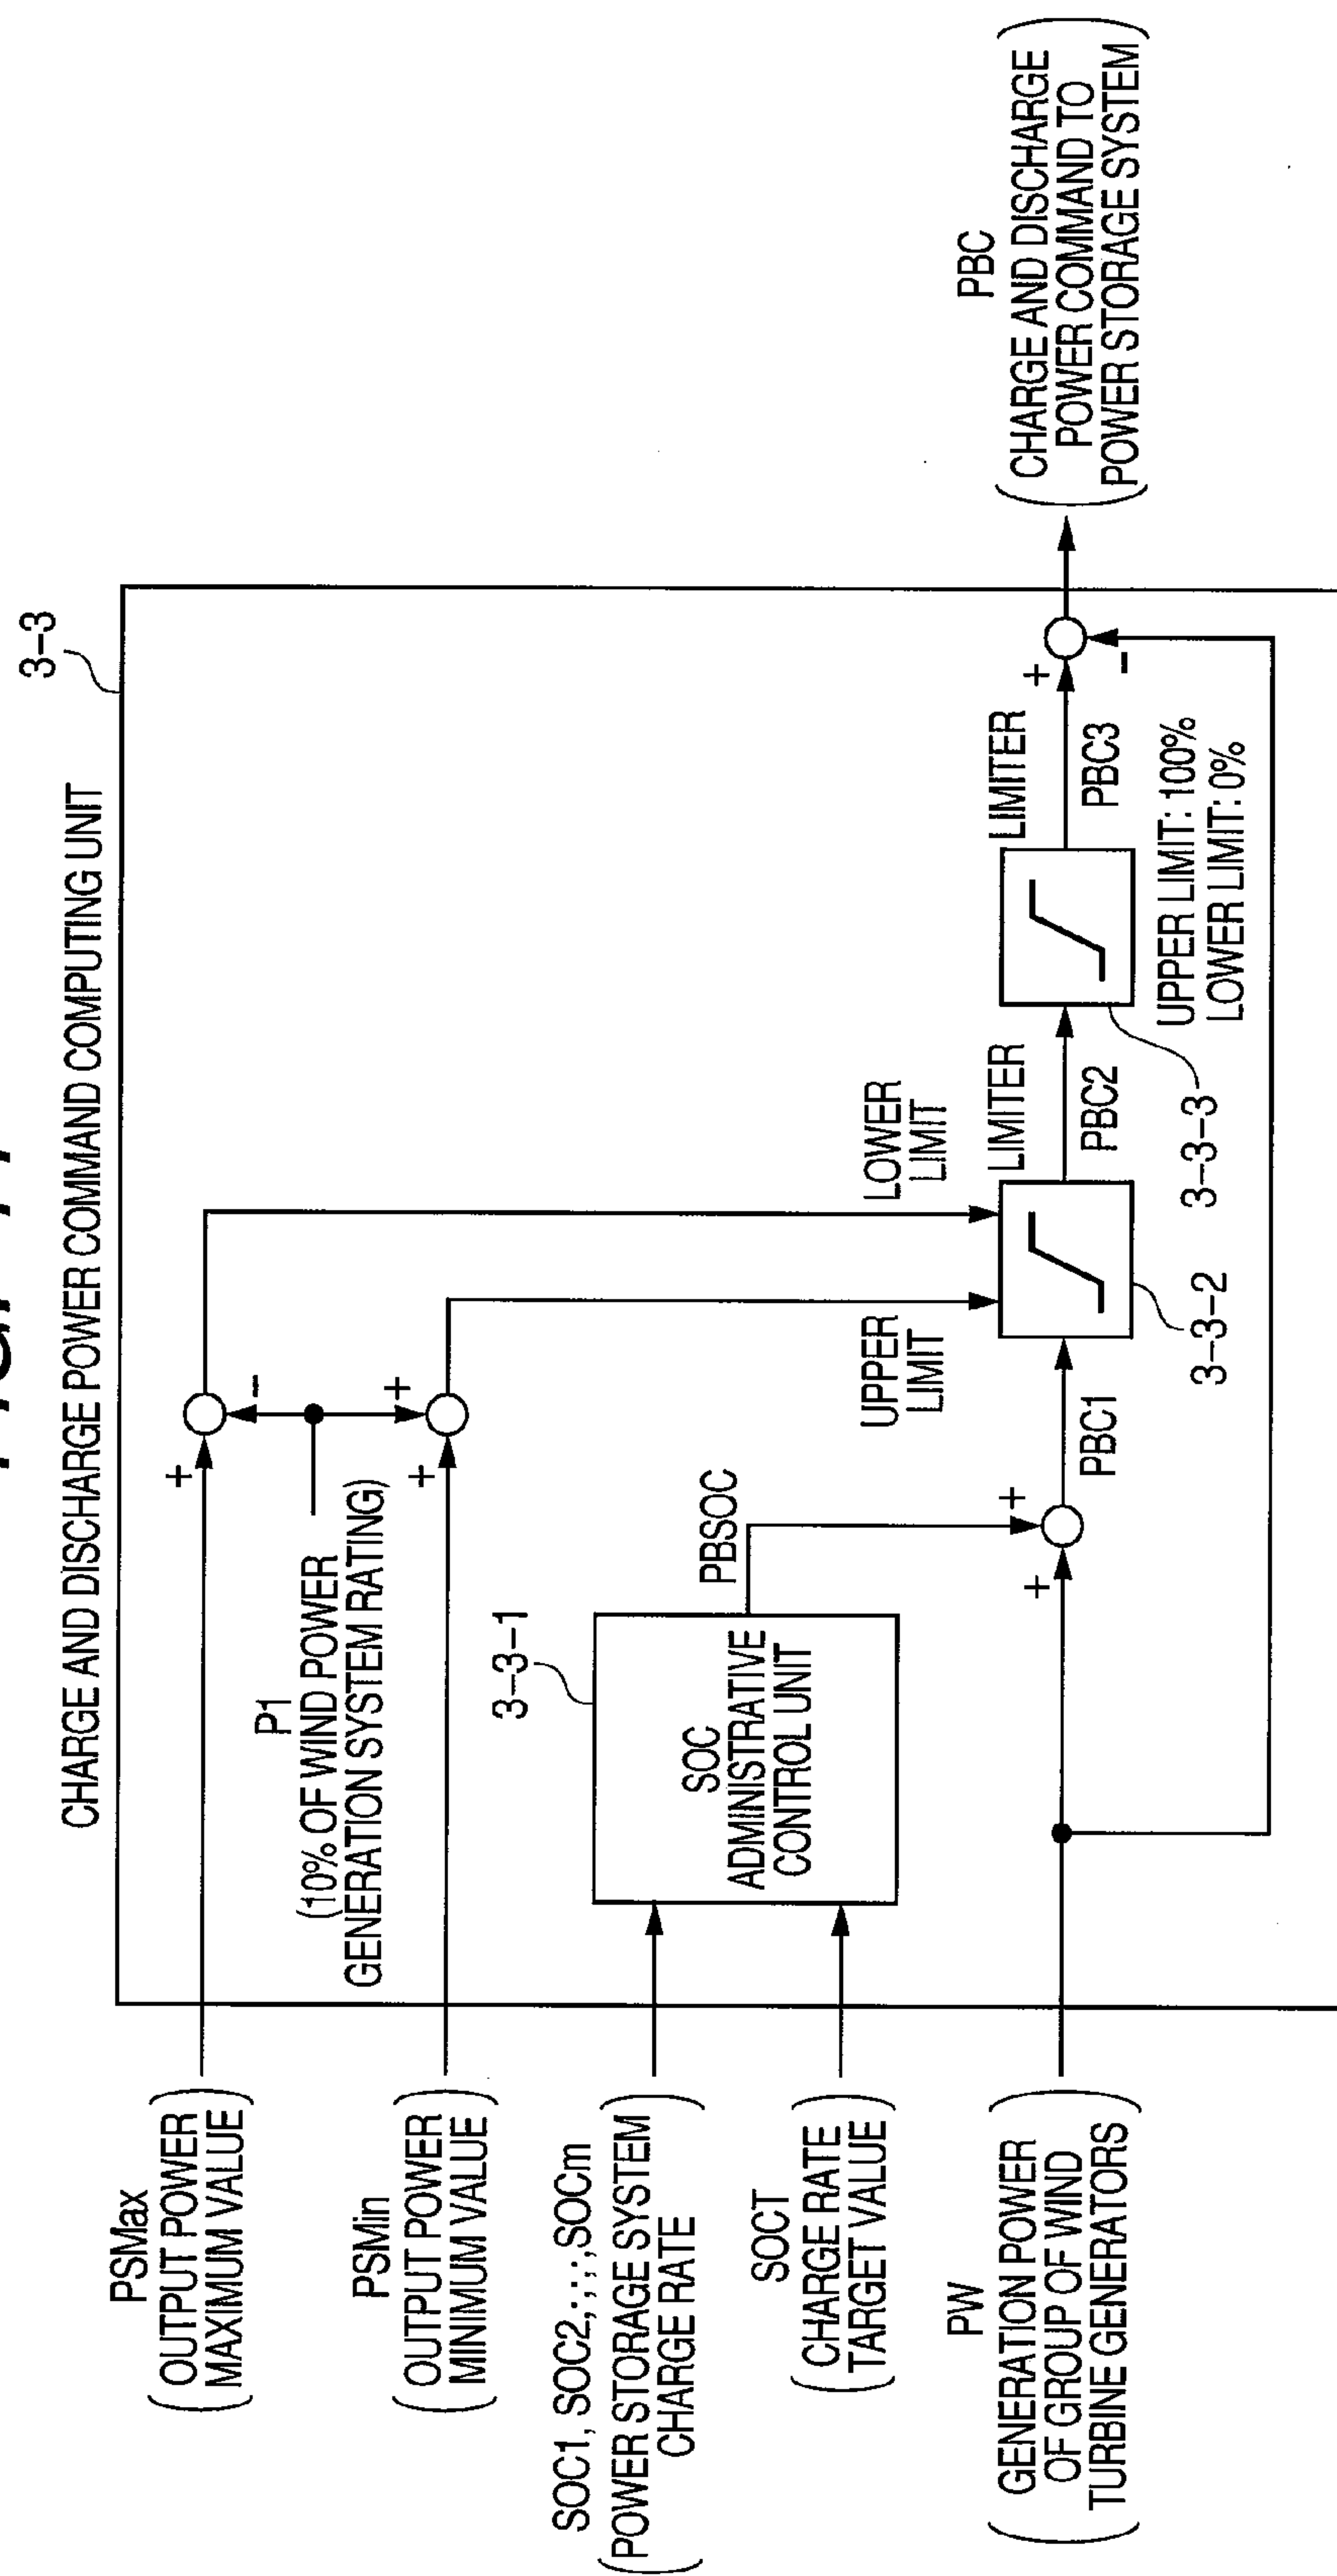 3-3
CHARGE AND DISCHARGE POWER COMMAND COMPUTING UNIT
PSMax
OUTPUT POWER
MAXIMUM VALUE
P1
(10% OF WIND POWER
GENERATION SYSTEM RATING)
+
-
+
+
PSMin
OUTPUT POWER
MINIMUM VALUE
SOC1, SOC2,·;·;·,SOCm
POWER STORAGE SYSTEM
CHARGE RATE
SOCT
CHARGE RATE
TARGET VALUE
3-3-1
SOC
ADMINISTRATIVE
CONTROL UNIT
PBSOC
UPPER
LIMIT
LOWER
LIMIT
PW
GENERATION POWER
OF GROUP OF WIND
TURBINE GENERATORS
+
+
PBC1
LIMITER
3-3-2
PBC2
LIMITER
3-3-3
PBC3
UPPER LIMIT: 100%
LOWER LIMIT: 0%
+
-
PBC
CHARGE AND DISCHARGE
POWER COMMAND TO
POWER STORAGE SYSTEM